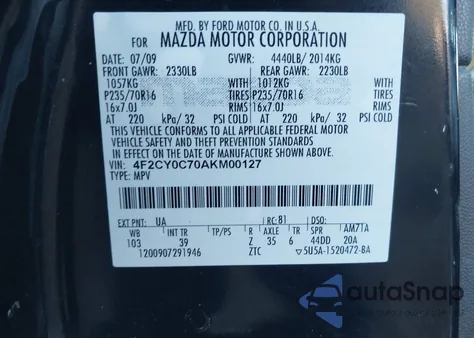 MFD. BY FORD MOTOR CO. IN U.S.A.
FOR MAZDA MOTOR CORPORATION
DATE: 07/09 GVWR: 4440LB/ 2014KG
FRONT GAWR: 2330LB REAR GAWR: 2230LB
1057KG WITH 1012KG WITH
P235/70R16 TIRES P235/70R16 TIRES
16x7.0J RIMS 16x7.0J RIMS
AT 220 kPa/ 32 PSI COLD AT 220 kPa/ 32 PSI COLD
THIS VEHICLE CONFORMS TO ALL APPLICABLE FEDERAL MOTOR
VEHICLE SAFETY AND THEFT PREVENTION STANDARDS
IN EFFECT ON THE DATE OF MANUFACTURE SHOWN ABOVE.
VIN: 4F2CY0C70AKM00127
TYPE: MPV
EXT PNT: UA RC: 81 DSO:
WB INT TR TP/PS R AXLE TR SPR AM71A
103 39 Z 35 6 44DD 20A
1200907291946 ZTC ▽5U5A-1520472-BA
autoSnap
www.autosnap